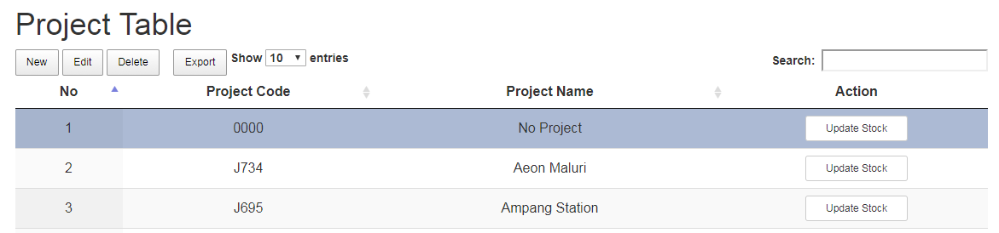 Project Table
New Edit Delete Export Show 10 entries Search:
No Project Code Project Name Action
1 0000 No Project Update Stock
2 J734 Aeon Maluri Update Stock
3 J695 Ampang Station Update Stock